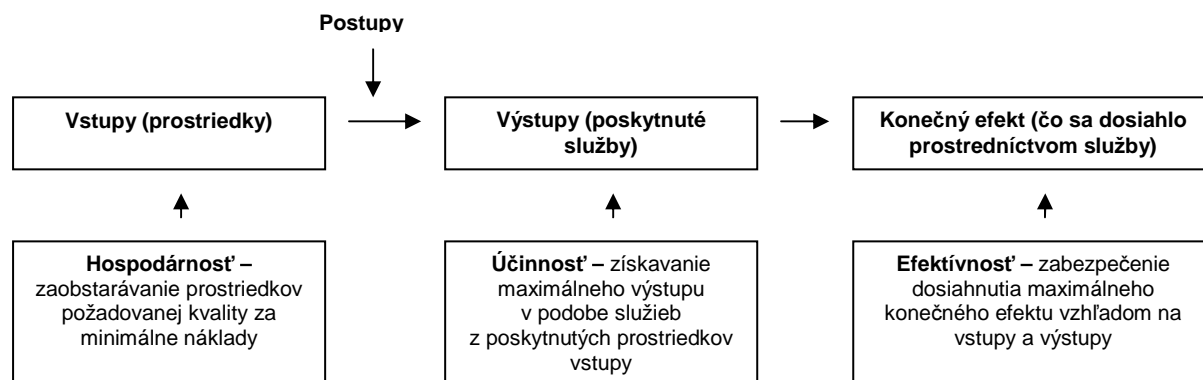 Postupy
Vstupy (prostriedky)
Výstupy (poskytnuté
služby)
Konečný efekt (čo sa dosiahlo
prostredníctvom služby)
Hospodárnosť –
zaobstarávanie prostriedkov
požadovanej kvality za
minimálne náklady
Účinnosť – získavanie
maximálneho výstupu
v podobe služieb
z poskytnutých prostriedkov
vstupy
Efektívnosť – zabezpečenie
dosiahnutia maximálneho
konečného efektu vzhľadom na
vstupy a výstupy